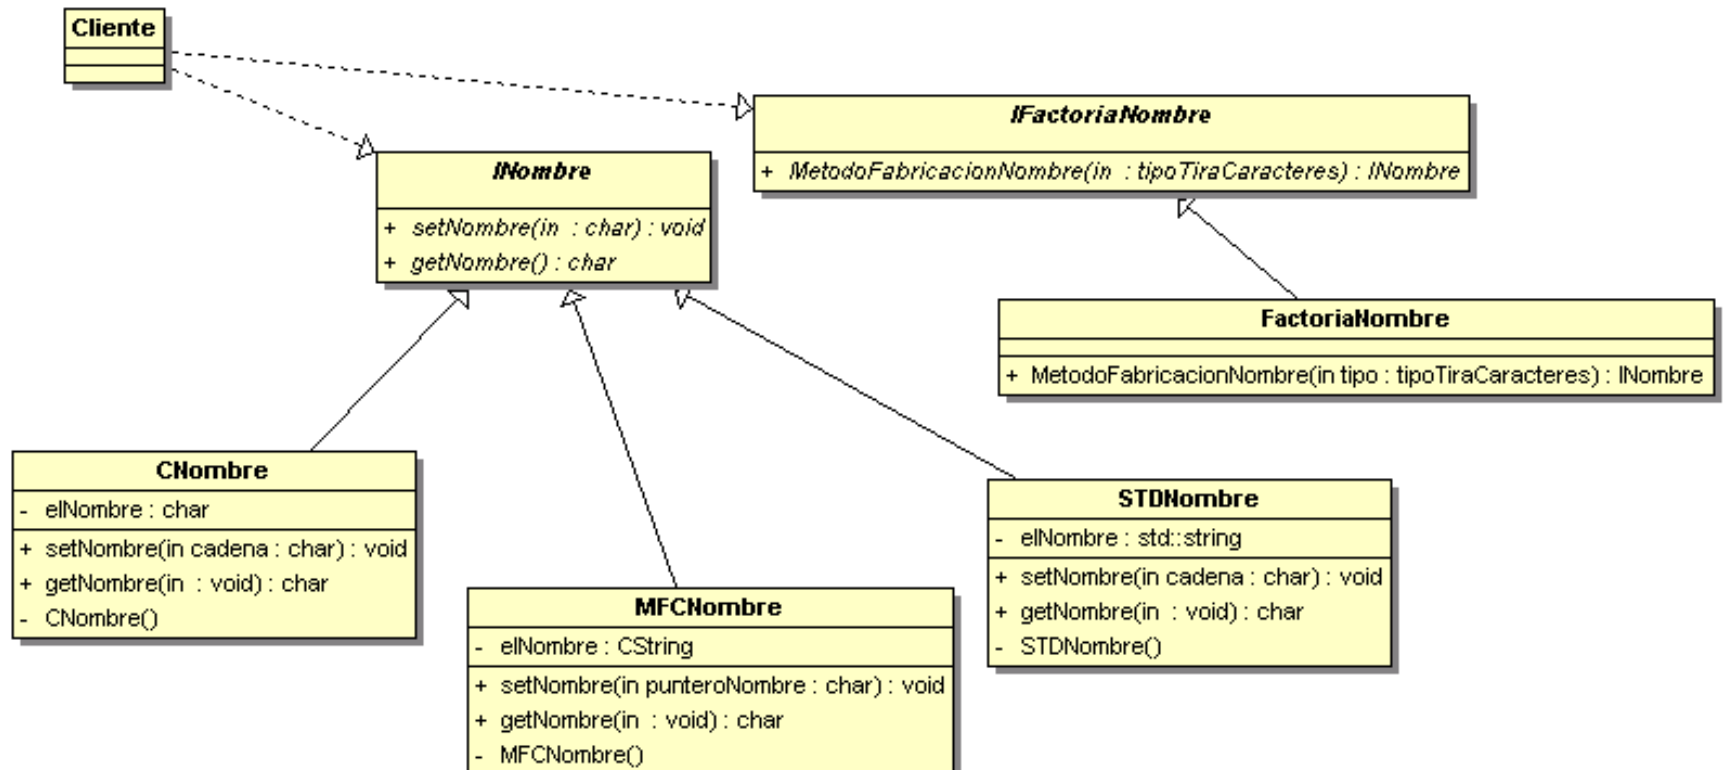 Cliente
IFactoriaNombre
+ IMetodoFabricacionNombre(in : tipoTiraCaracteres) : INombre
INombre
+ setNombre(in : char) : void
+ getNombre() : char
FactoriaNombre
+ MetodoFabricacionNombre(in tipo : tipoTiraCaracteres) : INombre
CNombre
- elNombre : char
+ setNombre(in cadena : char) : void
+ getNombre(in : void) : char
- CNombre()
MFCNombre
- elNombre : CString
+ setNombre(in punteroNombre : char) : void
+ getNombre(in : void) : char
- MFCNombre()
STDNombre
- elNombre : std::string
+ setNombre(in cadena : char) : void
+ getNombre(in : void) : char
- STDNombre()